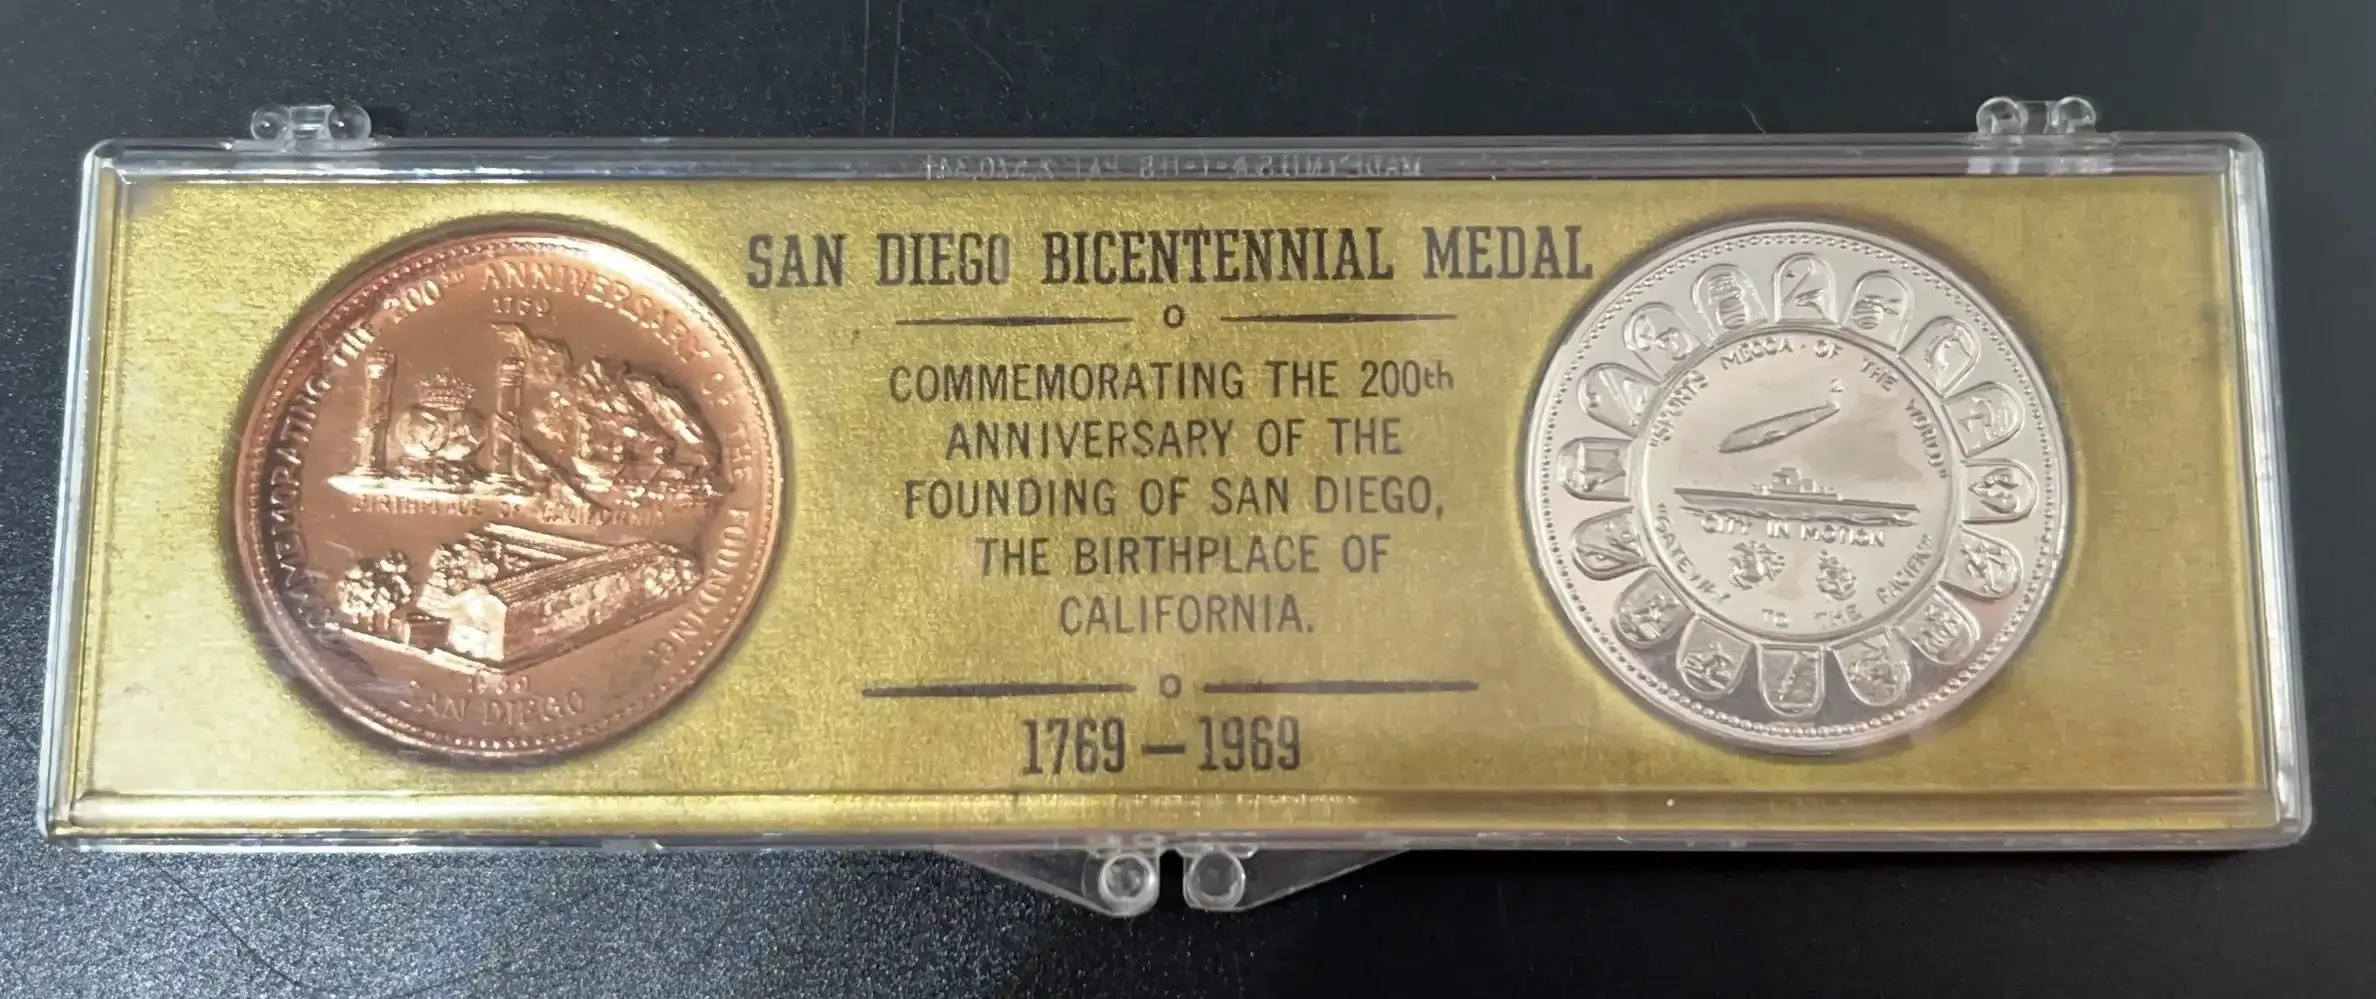 SAN DIEGO BICENTENNIAL MEDAL
COMMEMORATING THE 200th
ANNIVERSARY OF THE
FOUNDING OF SAN DIEGO,
THE BIRTHPLACE OF
CALIFORNIA.
1769 — 1969
COMMEMORATING THE 200TH ANNIVERSARY OF THE FOUNDING
1769
BIRTHPLACE OF CALIFORNIA
1969
SAN DIEGO
"SPORTS MECCA OF THE WORLD"
CITY IN MOTION
"GATEWAY TO THE PACIFIC"